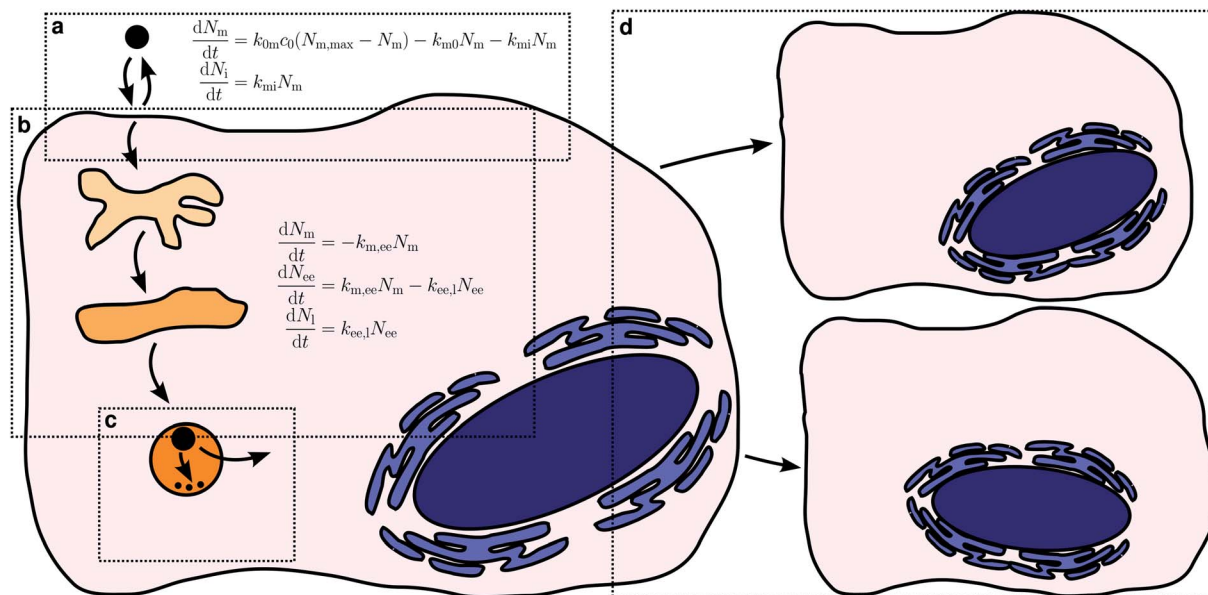 a
dN_m/dt = k_0m c_0(N_m,max − N_m) − k_m0 N_m − k_mi N_m
dN_i/dt = k_mi N_m
b
dN_m/dt = −k_m,ee N_m
dN_ee/dt = k_m,ee N_m − k_ee,l N_ee
dN_l/dt = k_ee,l N_ee
c
d